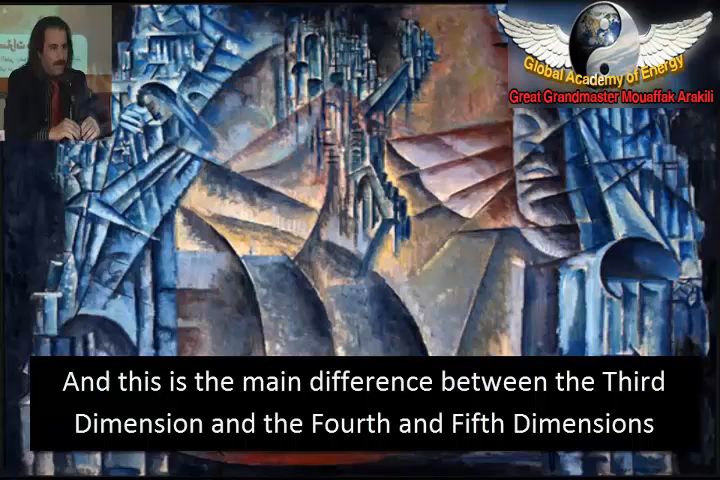 Global Academy of Energy
Great Grandmaster Mouaffak Arakili
And this is the main difference between the Third
Dimension and the Fourth and Fifth Dimensions